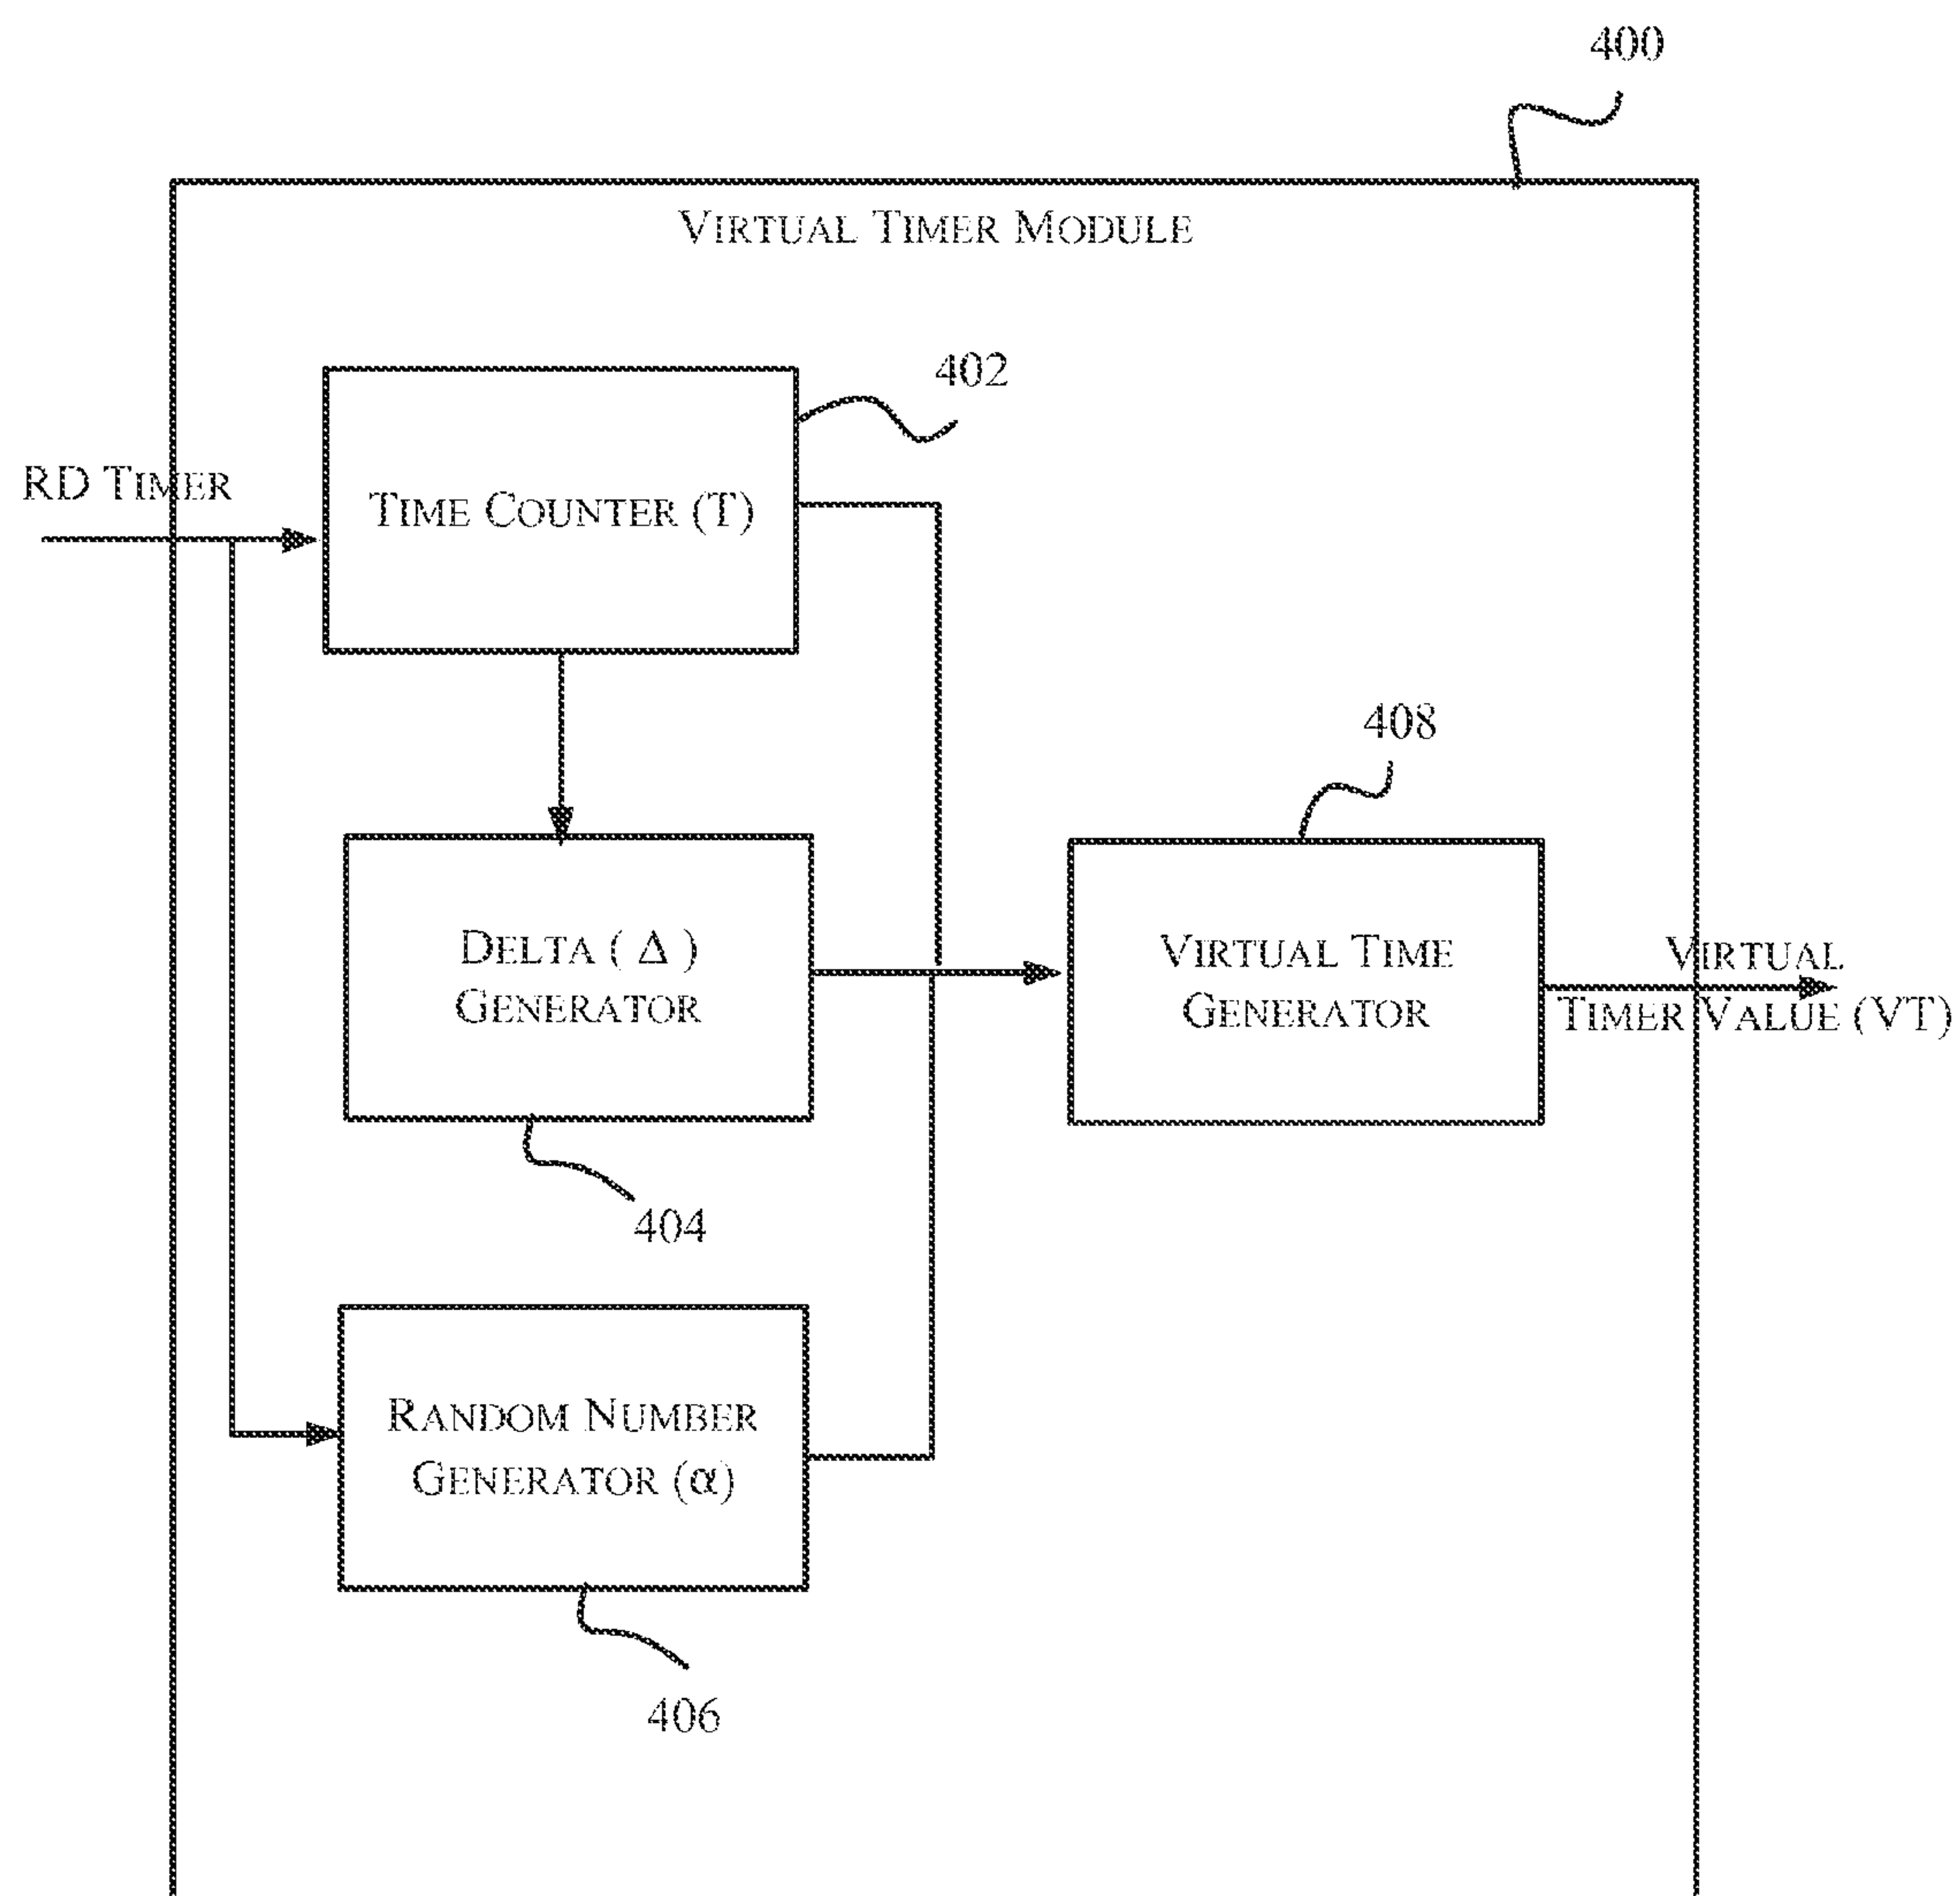 400
VIRTUAL TIMER MODULE
402
RD TIMER
TIME COUNTER (T)
408
DELTA ( Δ )
GENERATOR
VIRTUAL TIME
GENERATOR
VIRTUAL
TIMER VALUE (VT)
404
RANDOM NUMBER
GENERATOR (α)
406